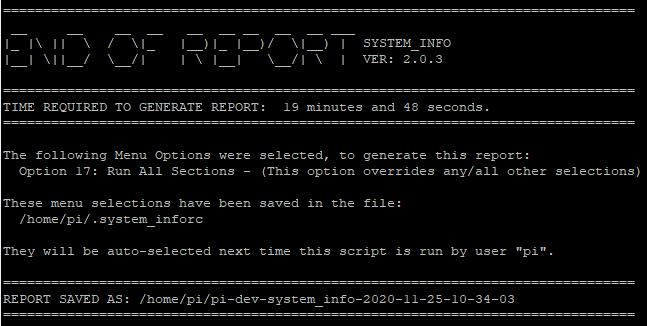 END OF REPORT
SYSTEM_INFO
VER: 2.0.3
TIME REQUIRED TO GENERATE REPORT:  19 minutes and 48 seconds.
The following Menu Options were selected, to generate this report:
Option 17: Run All Sections - (This option overrides any/all other selections)
These menu selections have been saved in the file:
/home/pi/.system_inforc
They will be auto-selected next time this script is run by user "pi".
REPORT SAVED AS: /home/pi/pi-dev-system_info-2020-11-25-10-34-03